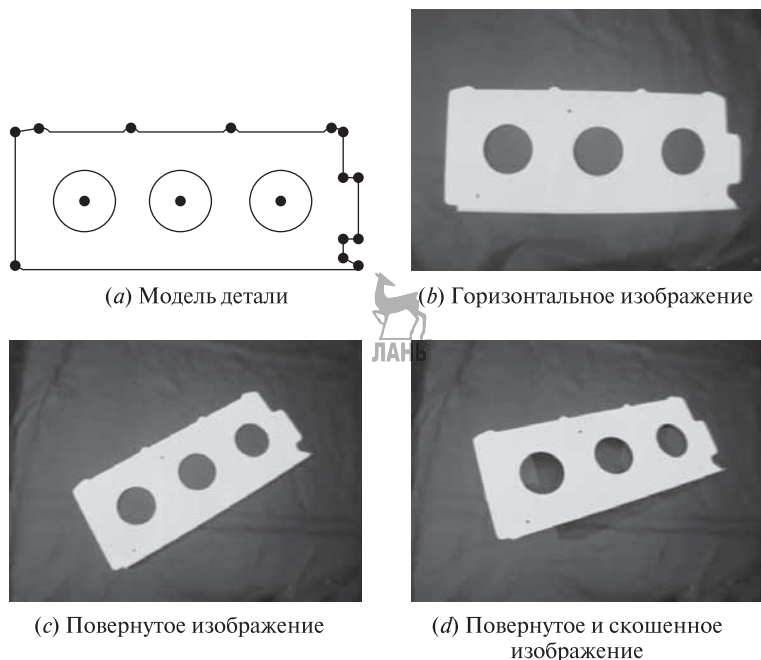 (a) Модель детали
(b) Горизонтальное изображение
ЛАНЬ
(c) Повернутое изображение
(d) Повернутое и скошенное
изображение